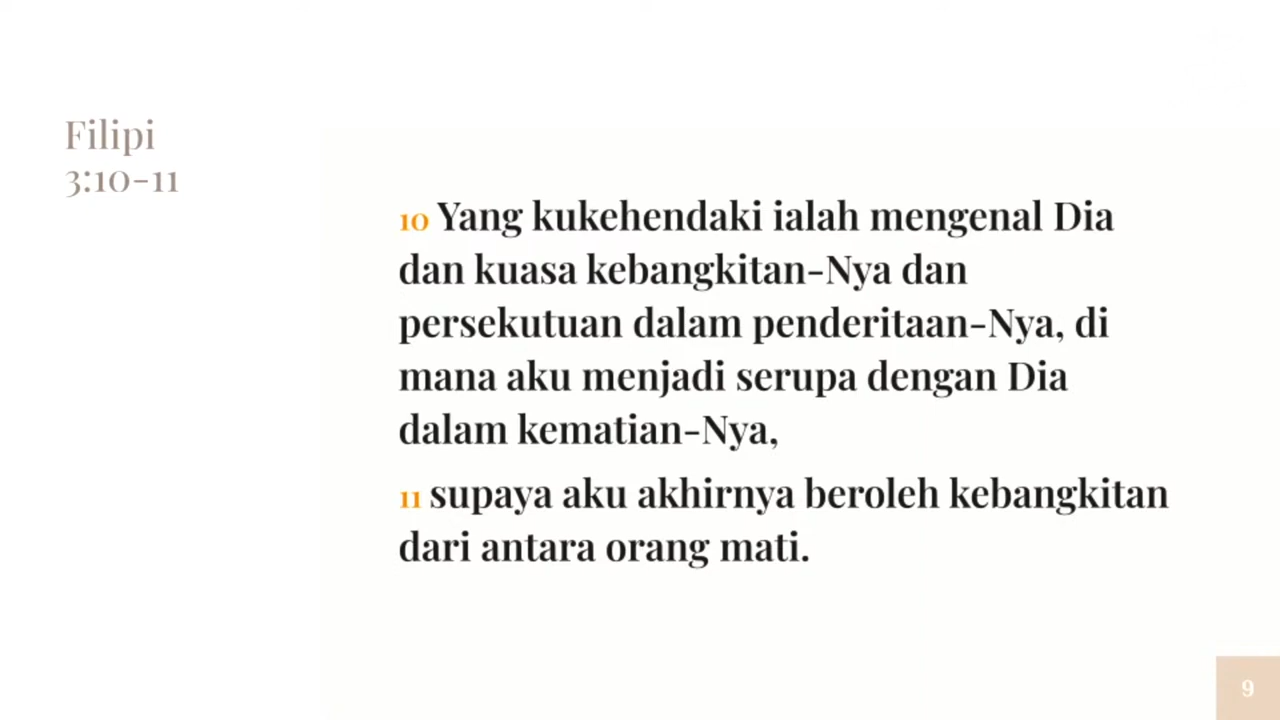 Filipi
3:10-11
10 Yang kukehendaki ialah mengenal Dia
dan kuasa kebangkitan-Nya dan
persekutuan dalam penderitaan-Nya, di
mana aku menjadi serupa dengan Dia
dalam kematian-Nya,
11 supaya aku akhirnya beroleh kebangkitan
dari antara orang mati.
9